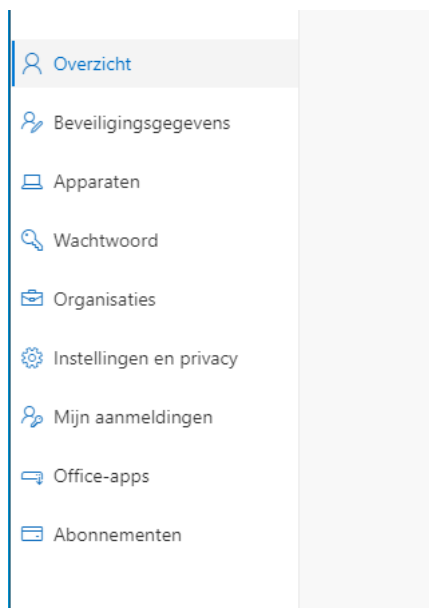 Overzicht
Beveiligingsgegevens
Apparaten
Wachtwoord
Organisaties
Instellingen en privacy
Mijn aanmeldingen
Office-apps
Abonnementen